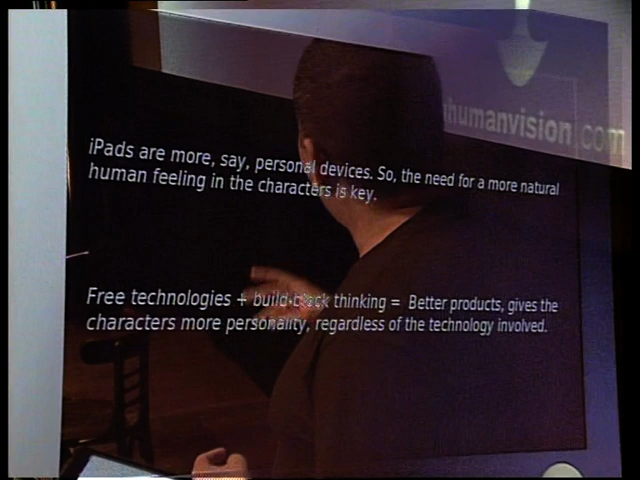 humanvision.com
iPads are more, say, personal devices. So, the need for a more natural
human feeling in the characters is key.
Free technologies + build-block thinking = Better products, gives the
characters more personality, regardless of the technology involved.